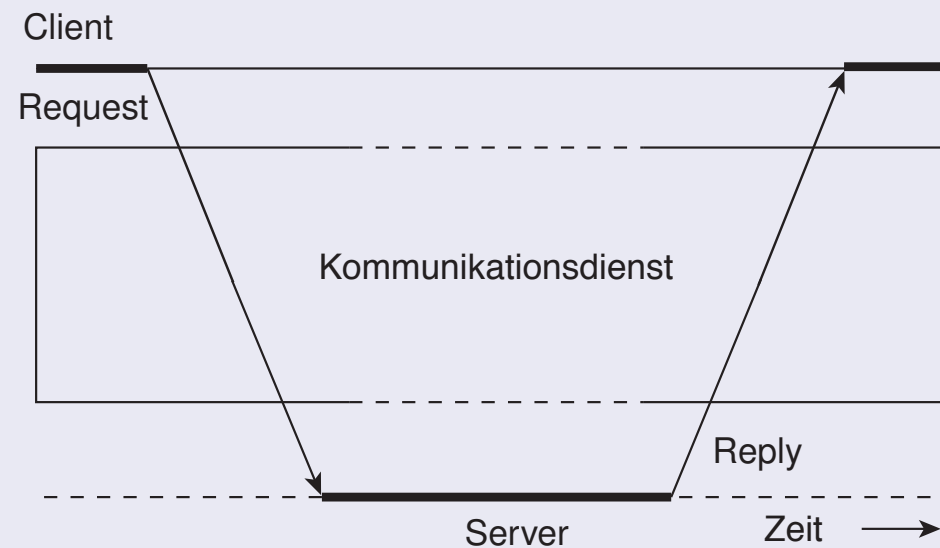 Client
Request
Kommunikationsdienst
Reply
Server
Zeit